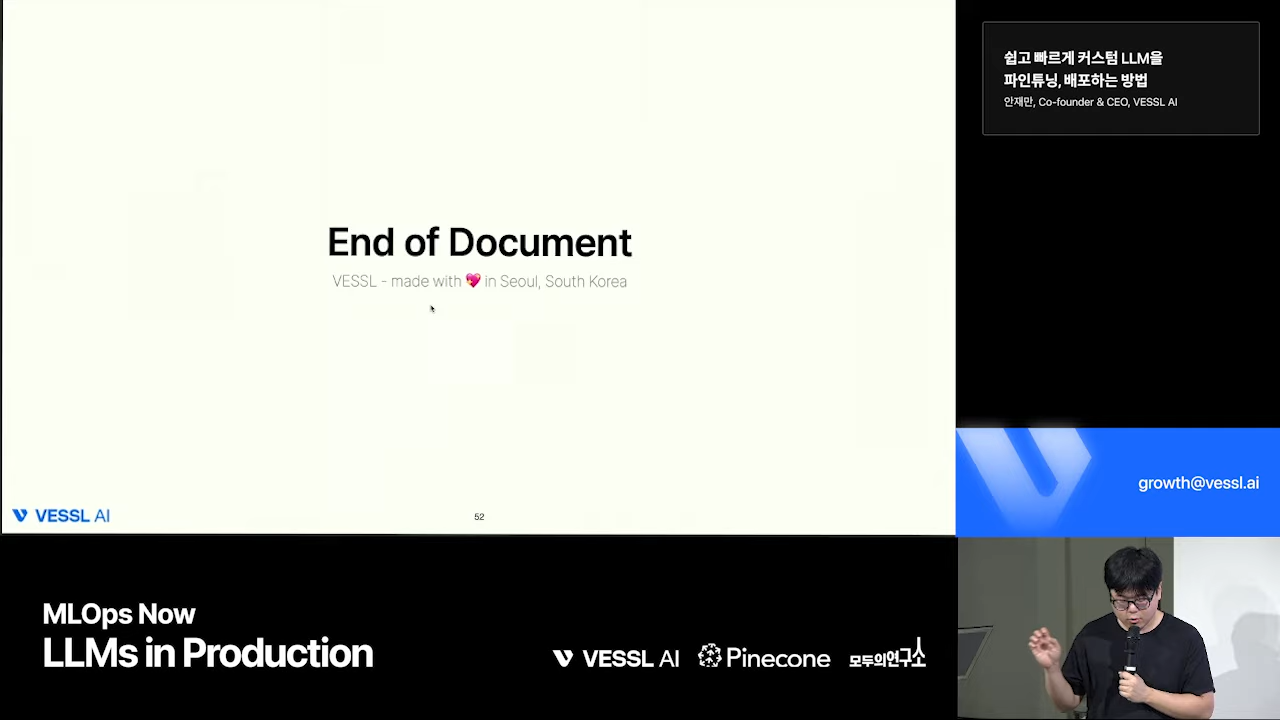 End of Document
VESSL - made with 💖 in Seoul, South Korea
VESSL AI
52
쉽고 빠르게 커스텀 LLM을
파인튜닝, 배포하는 방법
안재만, Co-founder & CEO, VESSL AI
growth@vessl.ai
MLOps Now
LLMs in Production
VESSL AI
Pinecone
모두의연구소